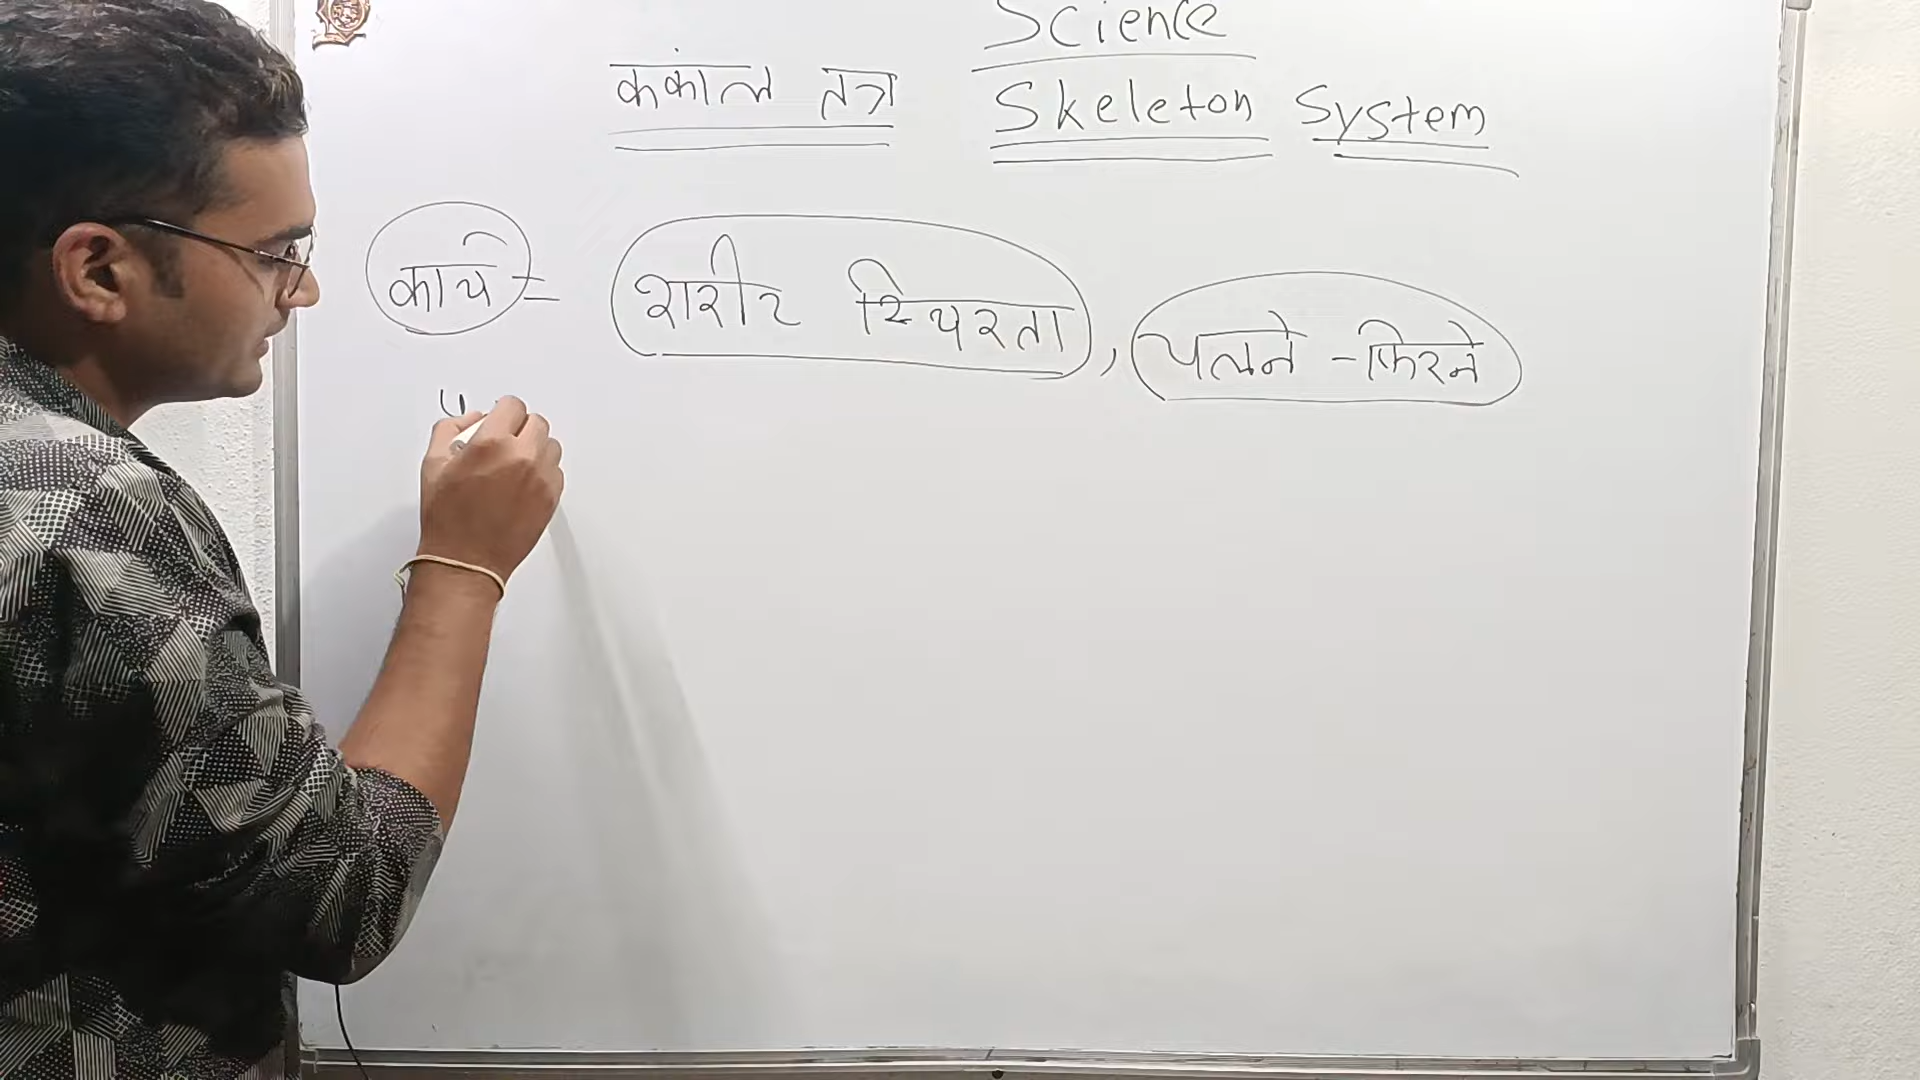 Science
कंकाल तंत्र Skeleton System
कार्य = शरीर स्थिरता, चलने - फिरने